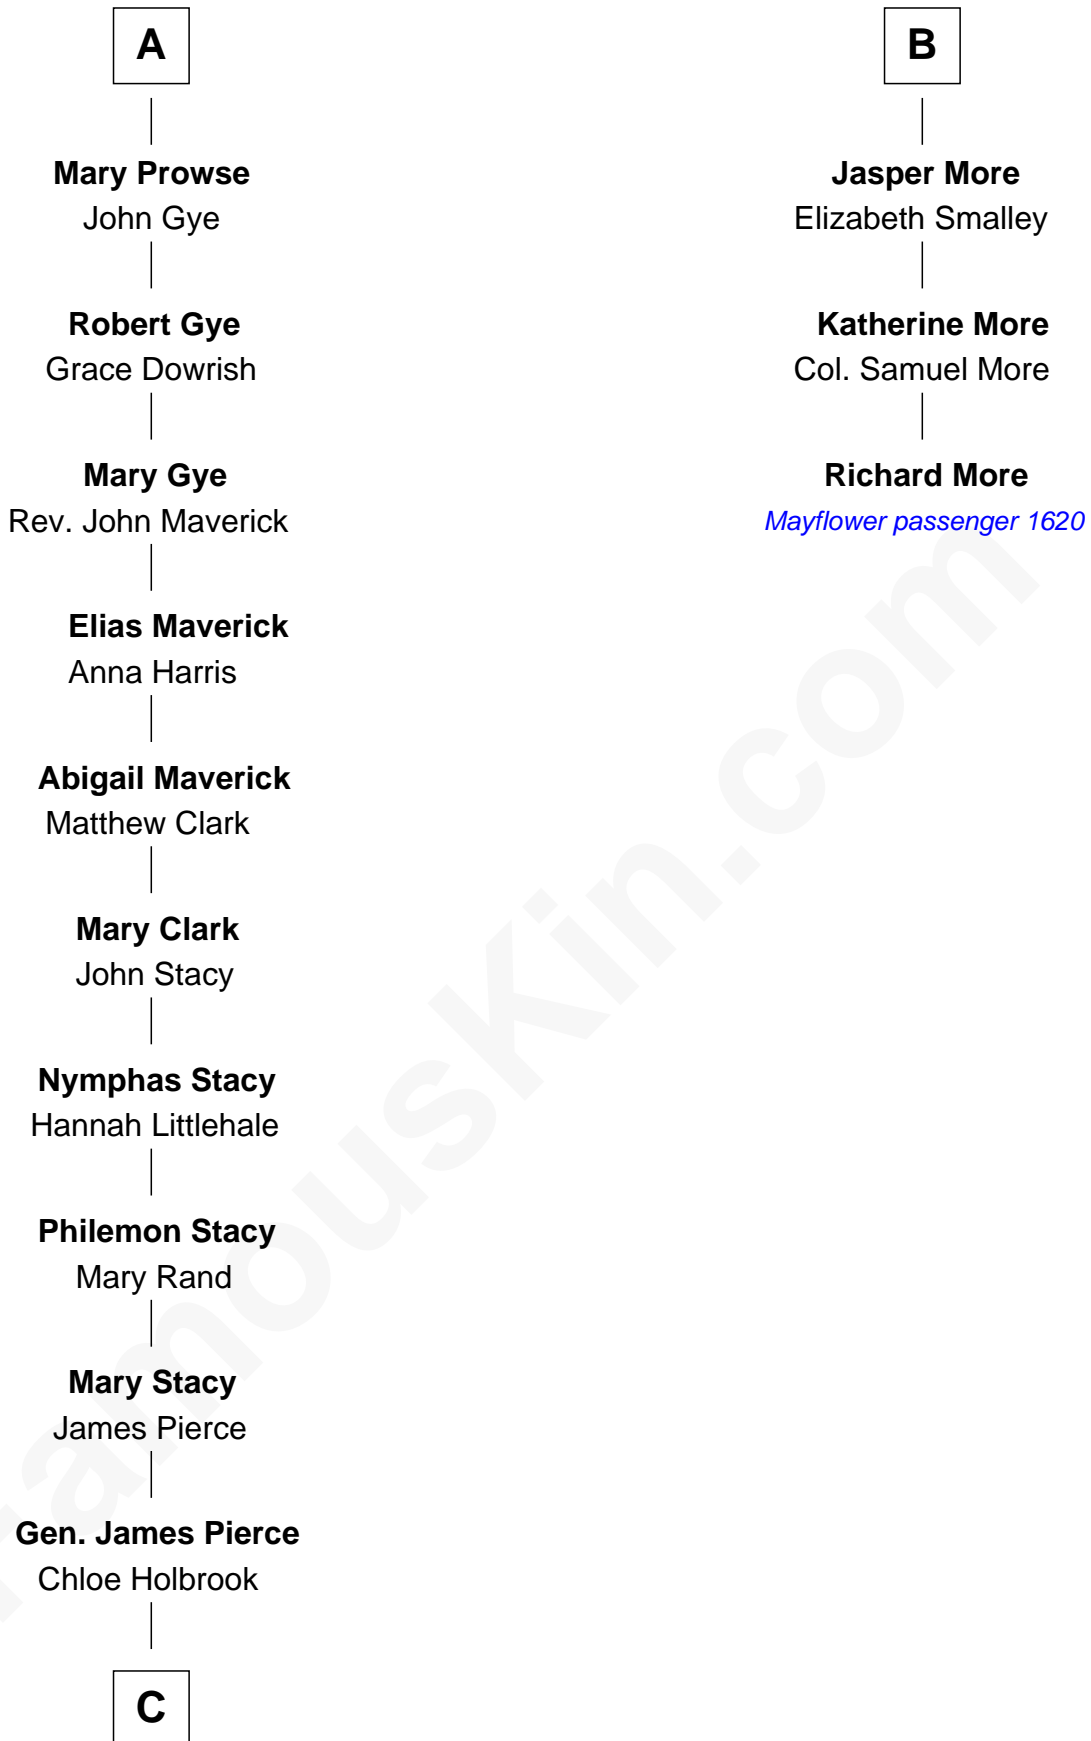 A
Mary Prowse
John Gye
Robert Gye
Grace Dowrish
Mary Gye
Rev. John Maverick
Elias Maverick
Anna Harris
Abigail Maverick
Matthew Clark
Mary Clark
John Stacy
Nymphas Stacy
Hannah Littlehale
Philemon Stacy
Mary Rand
Mary Stacy
James Pierce
Gen. James Pierce
Chloe Holbrook
C
B
Jasper More
Elizabeth Smalley
Katherine More
Col. Samuel More
Richard More
Mayflower passenger 1620
FamousKin.com